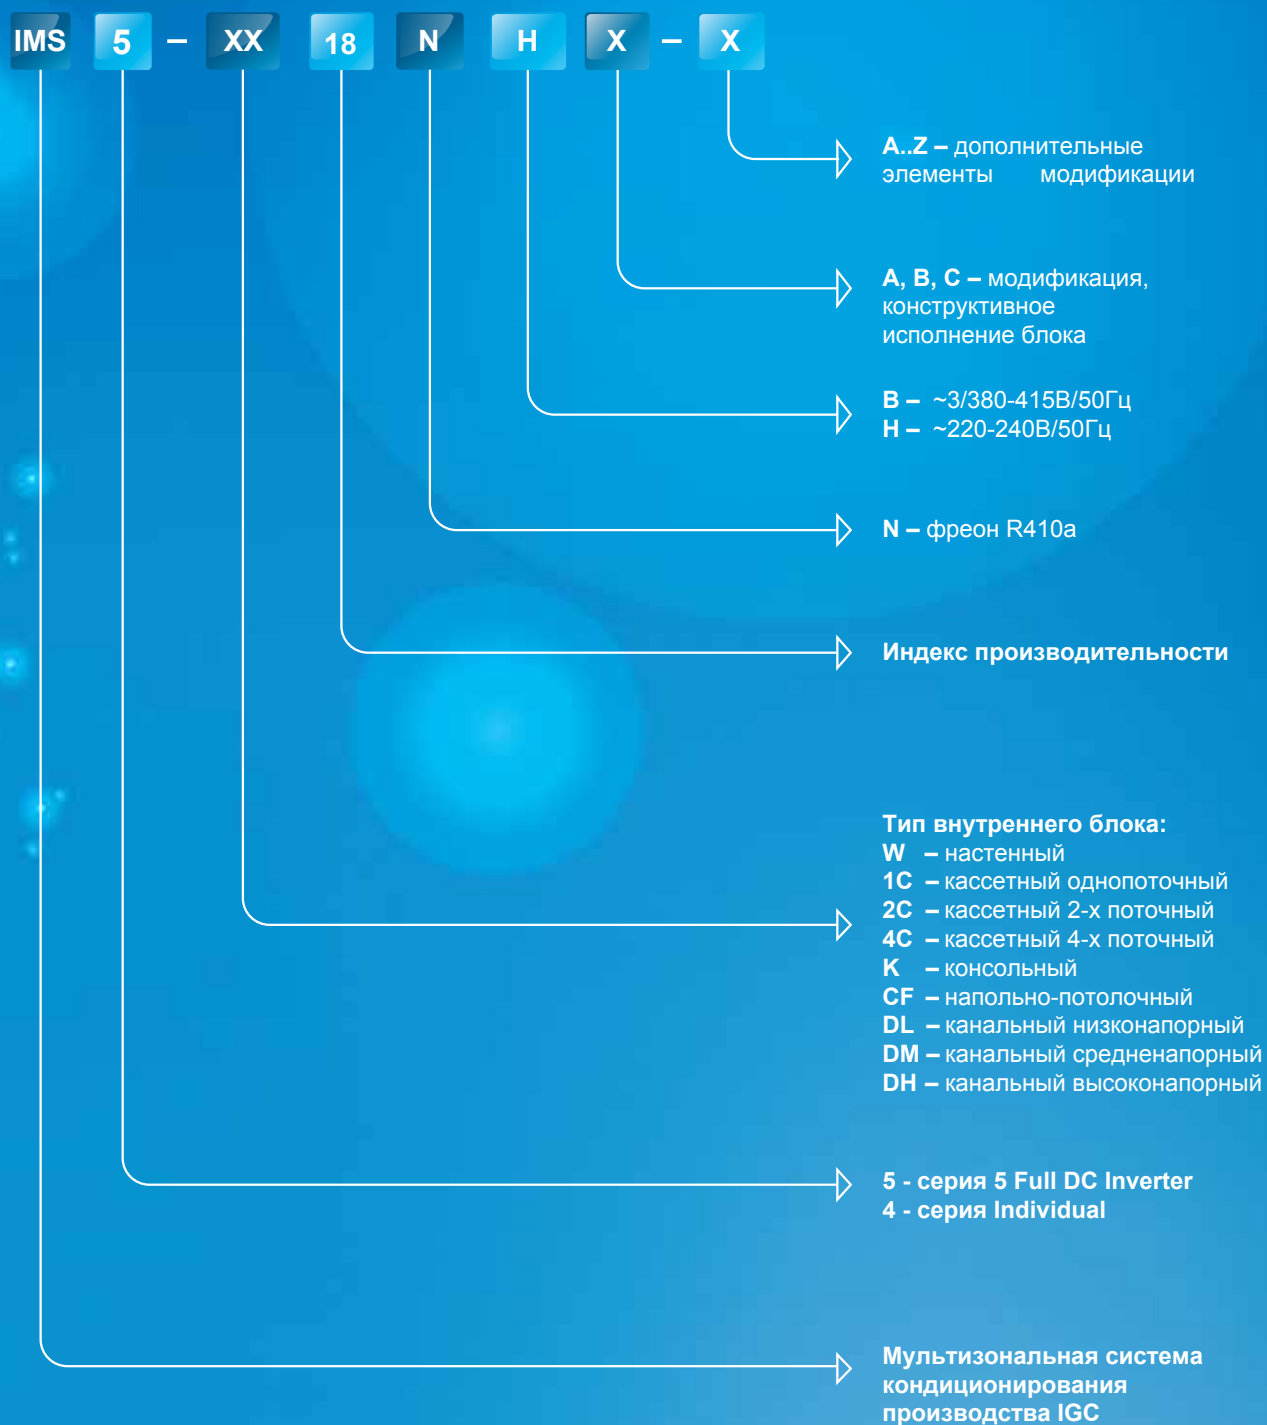 IMS 5 – XX 18 N H X – X
A..Z – дополнительные
элементы модификации
A, B, C – модификация,
конструктивное
исполнение блока
B – ~3/380-415В/50Гц
H – ~220-240В/50Гц
N – фреон R410a
Индекс производительности
Тип внутреннего блока:
W – настенный
1C – кассетный однопоточный
2C – кассетный 2-х поточный
4C – кассетный 4-х поточный
K – консольный
CF – напольно-потолочный
DL – канальный низконапорный
DM – канальный средненапорный
DH – канальный высоконапорный
5 - серия 5 Full DC Inverter
4 - серия Individual
Мультизональная система
кондиционирования
производства IGC